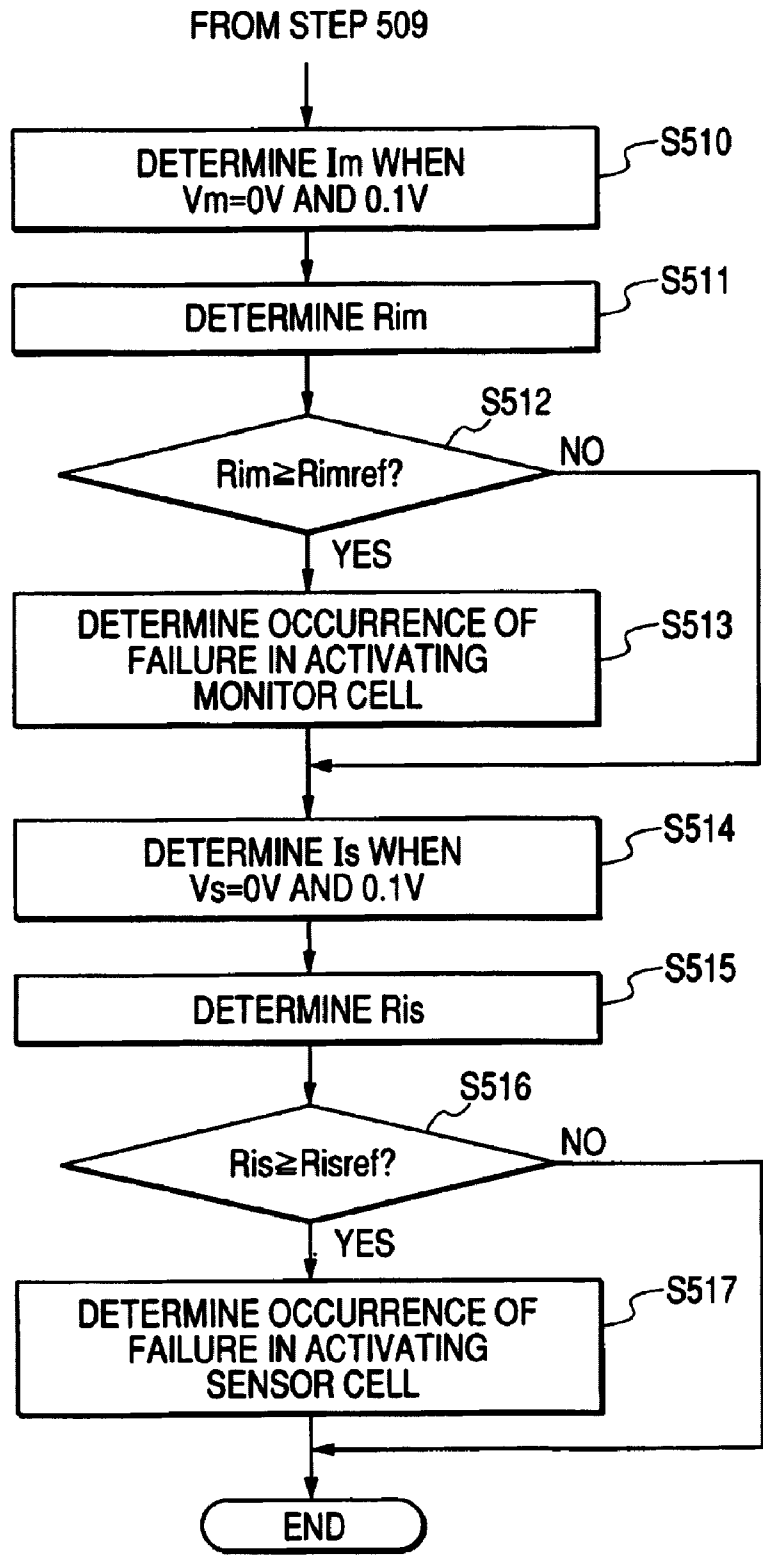 FROM STEP 509
DETERMINE Im WHEN
Vm=0V AND 0.1V
S510
DETERMINE Rim
S511
Rim≧Rimref?
S512
NO
YES
DETERMINE OCCURRENCE OF
FAILURE IN ACTIVATING
MONITOR CELL
S513
DETERMINE Is WHEN
Vs=0V AND 0.1V
S514
DETERMINE Ris
S515
Ris≧Risref?
S516
NO
YES
DETERMINE OCCURRENCE OF
FAILURE IN ACTIVATING
SENSOR CELL
S517
END